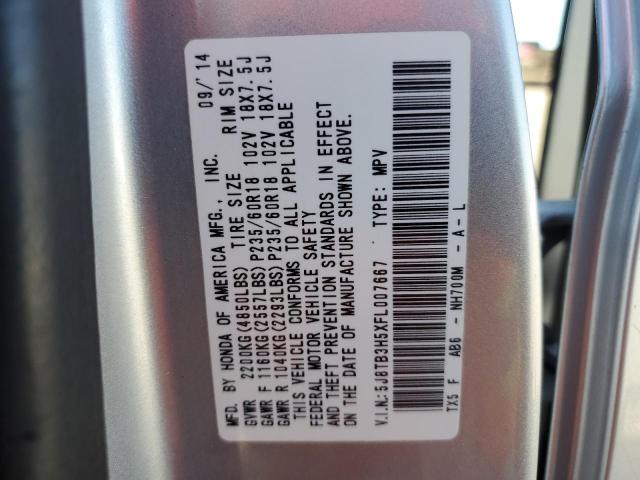 MFD. BY HONDA OF AMERICA MFG., INC. 09/'14
GVWR 2200KG(4850LBS) TIRE SIZE RIM SIZE
GAWR F 1160KG(2557LBS)P235/60R18 102V 18X7.5J
GAWR R 1040KG(2293LBS)P235/60R18 102V 18X7.5J
THIS VEHICLE CONFORMS TO ALL APPLICABLE
FEDERAL MOTOR VEHICLE SAFETY
AND THEFT PREVENTION STANDARDS IN EFFECT
ON THE DATE OF MANUFACTURE SHOWN ABOVE.
V.I.N.:5J8TB3H5XFL007667 TYPE: MPV
TX5 F AB6 - NH700M - A - L